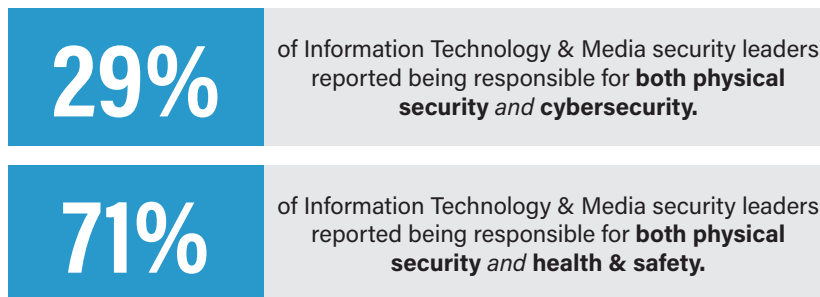 29%
of Information Technology & Media security leaders
reported being responsible for both physical
security and cybersecurity.
71%
of Information Technology & Media security leaders
reported being responsible for both physical
security and health & safety.